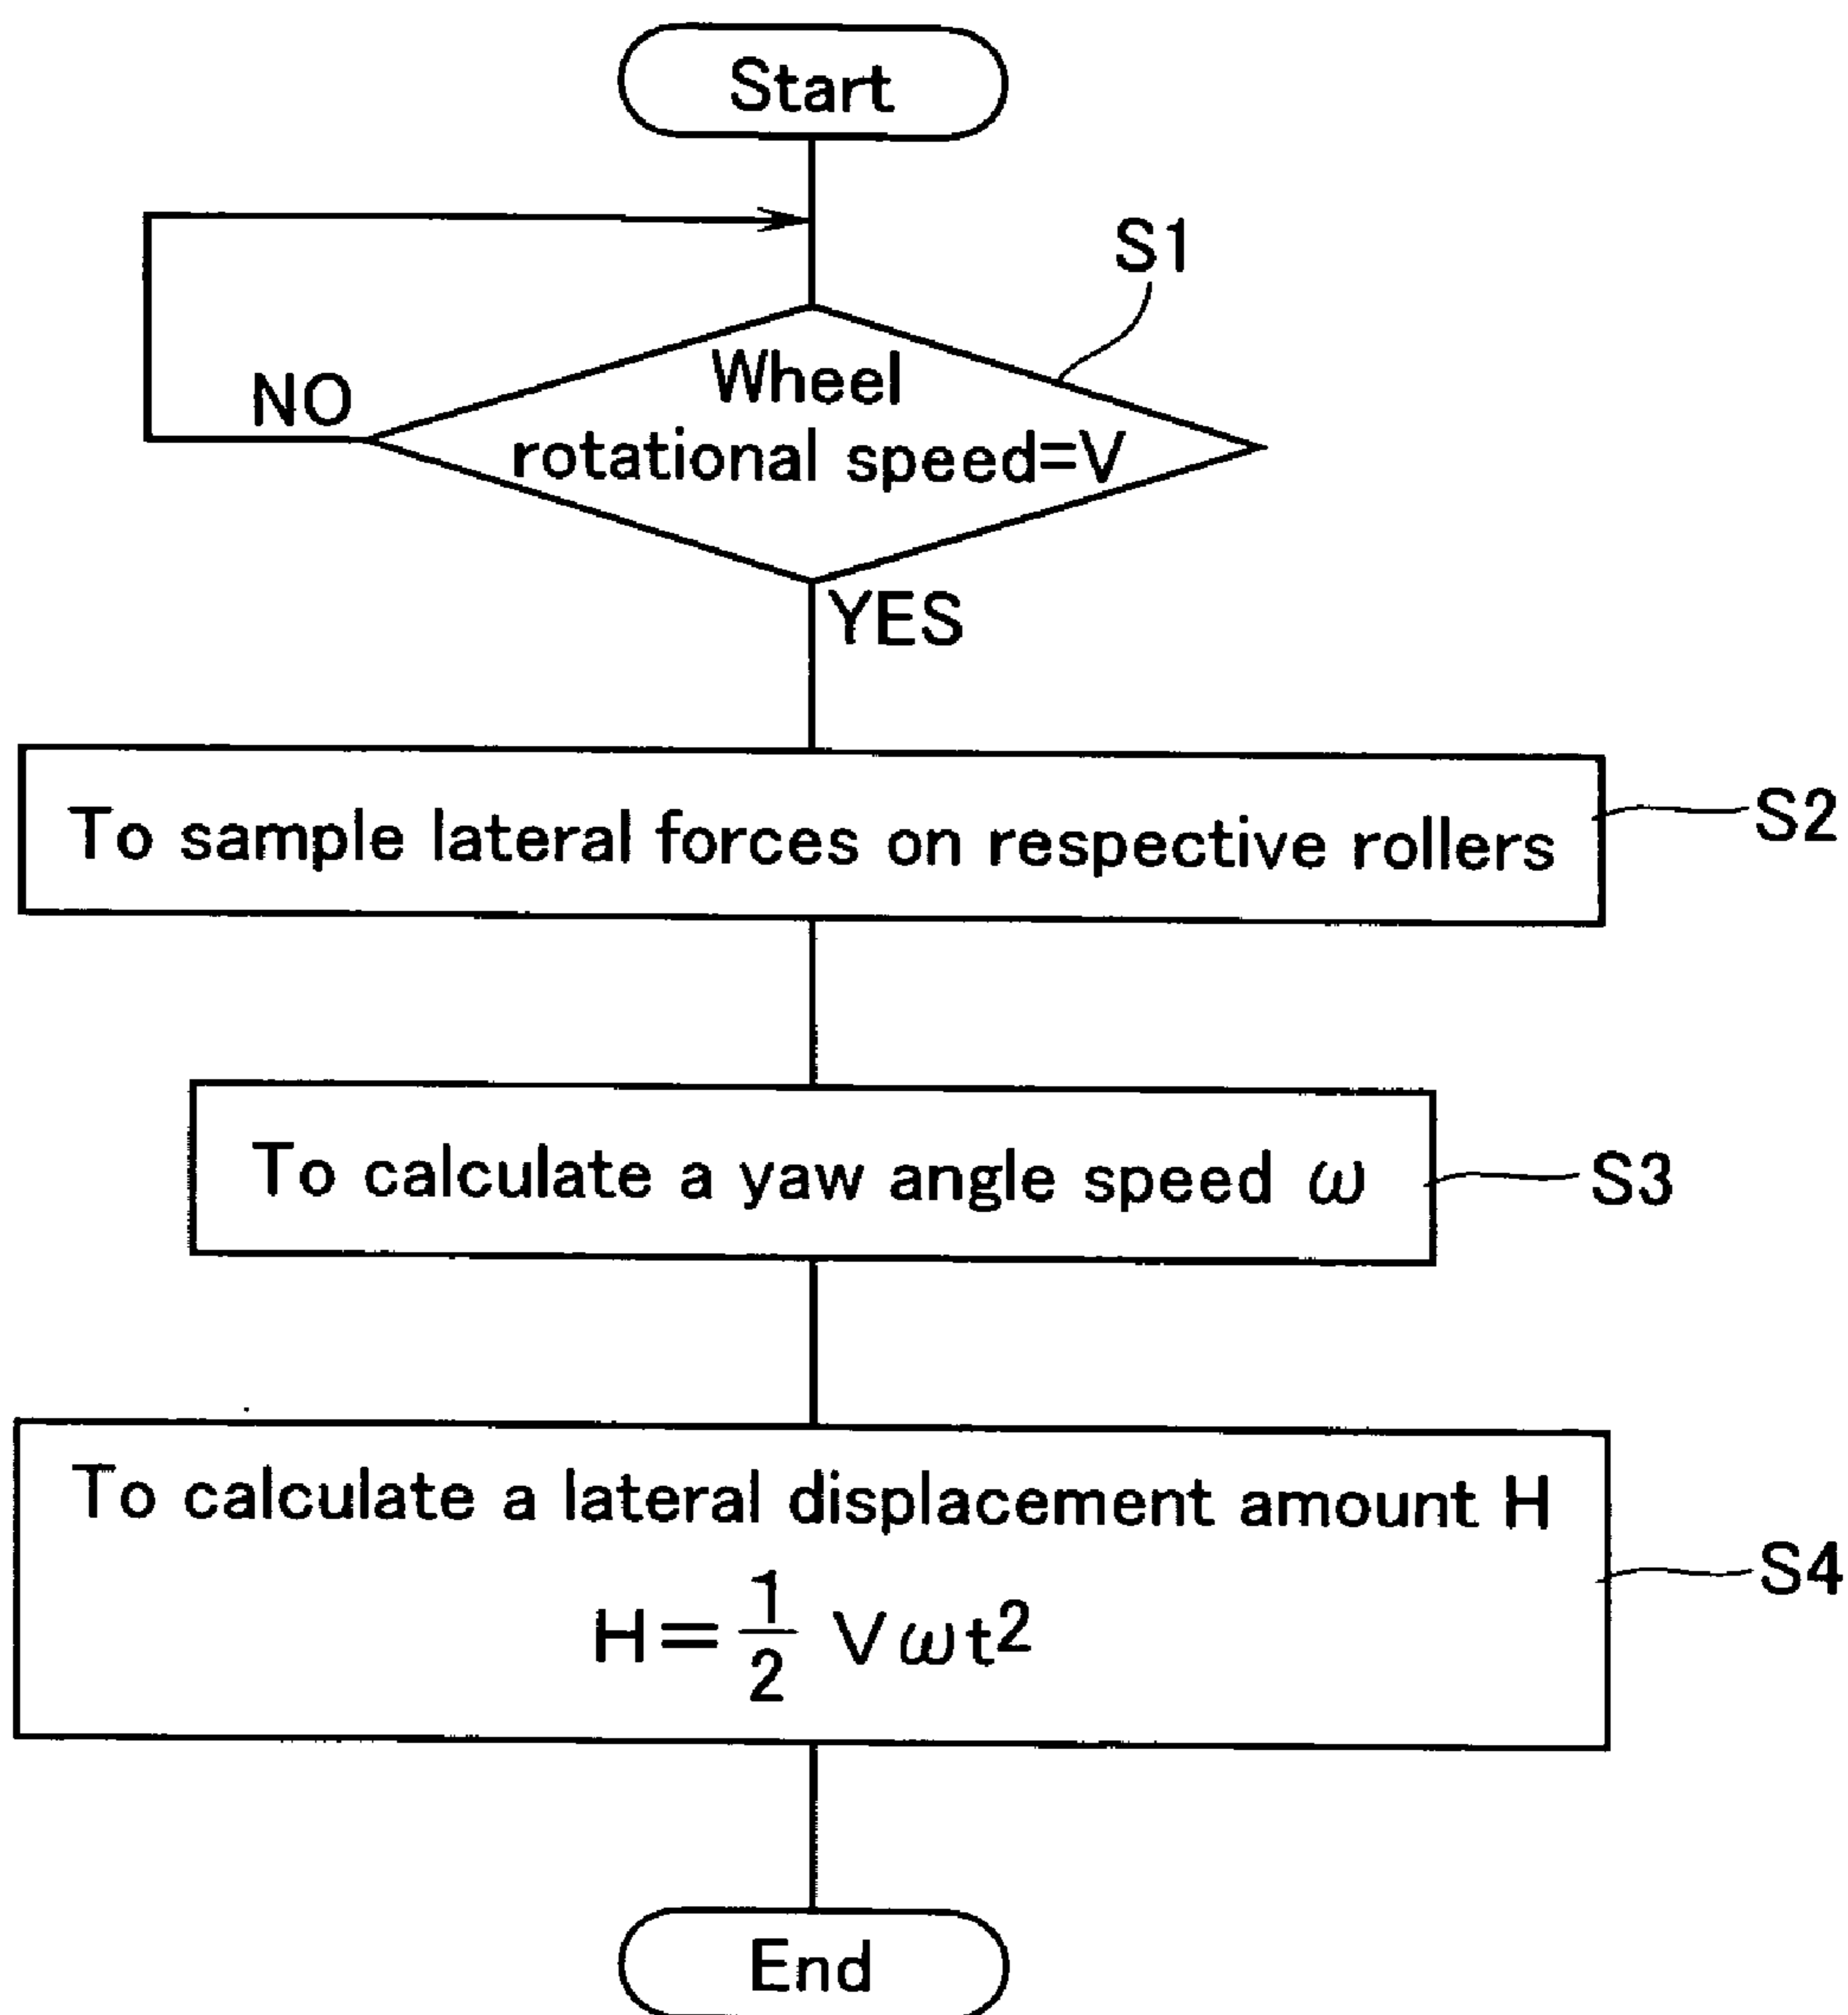 Start
S1
Wheel
rotational speed=V
NO
YES
To sample lateral forces on respective rollers
S2
To calculate a yaw angle speed ω
S3
To calculate a lateral displacement amount H
H=1/2 Vωt²
S4
End